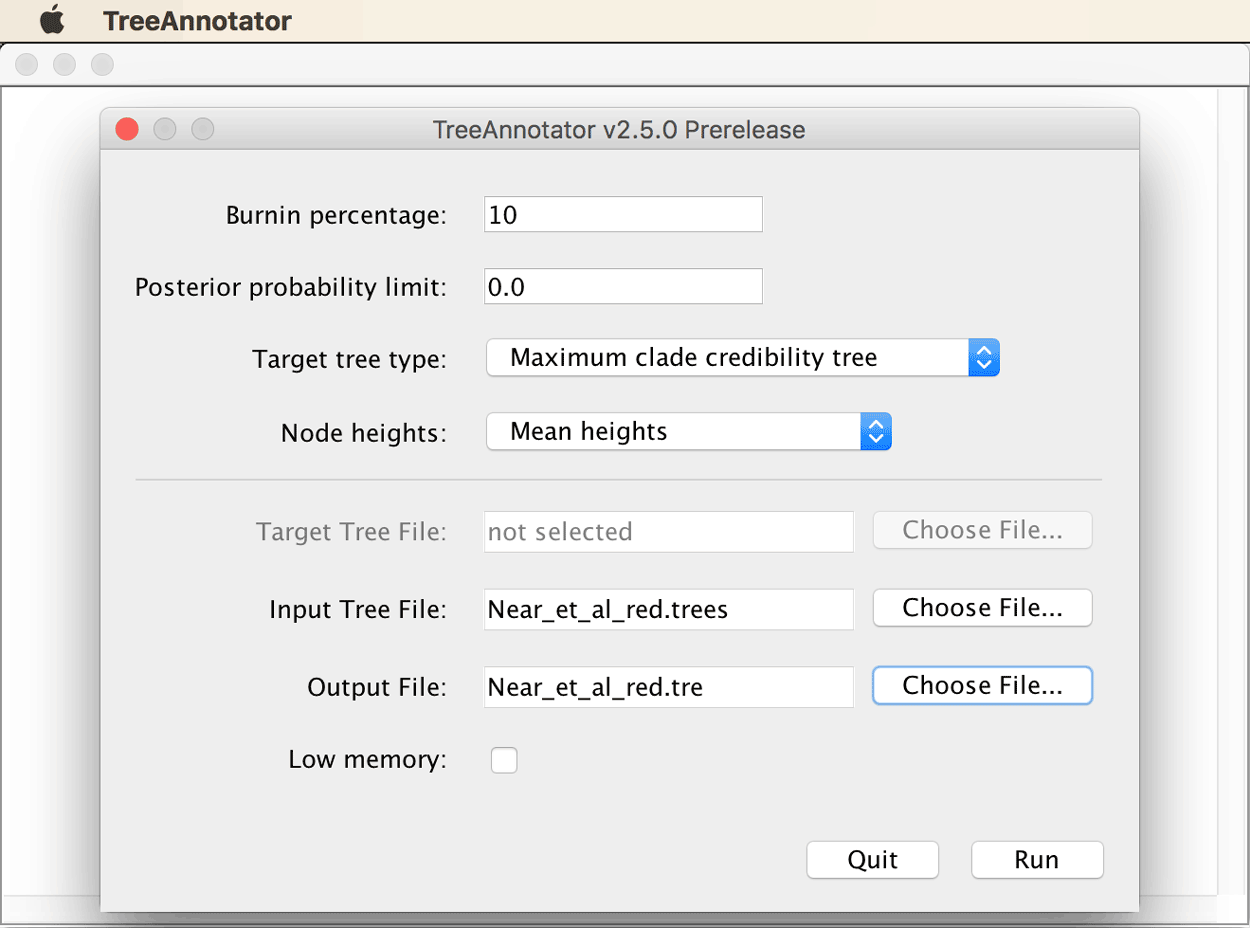 TreeAnnotator
TreeAnnotator v2.5.0 Prerelease
Burnin percentage: 10
Posterior probability limit: 0.0
Target tree type: Maximum clade credibility tree
Node heights: Mean heights
Target Tree File: not selected Choose File...
Input Tree File: Near_et_al_red.trees Choose File...
Output File: Near_et_al_red.tre Choose File...
Low memory:
Quit Run